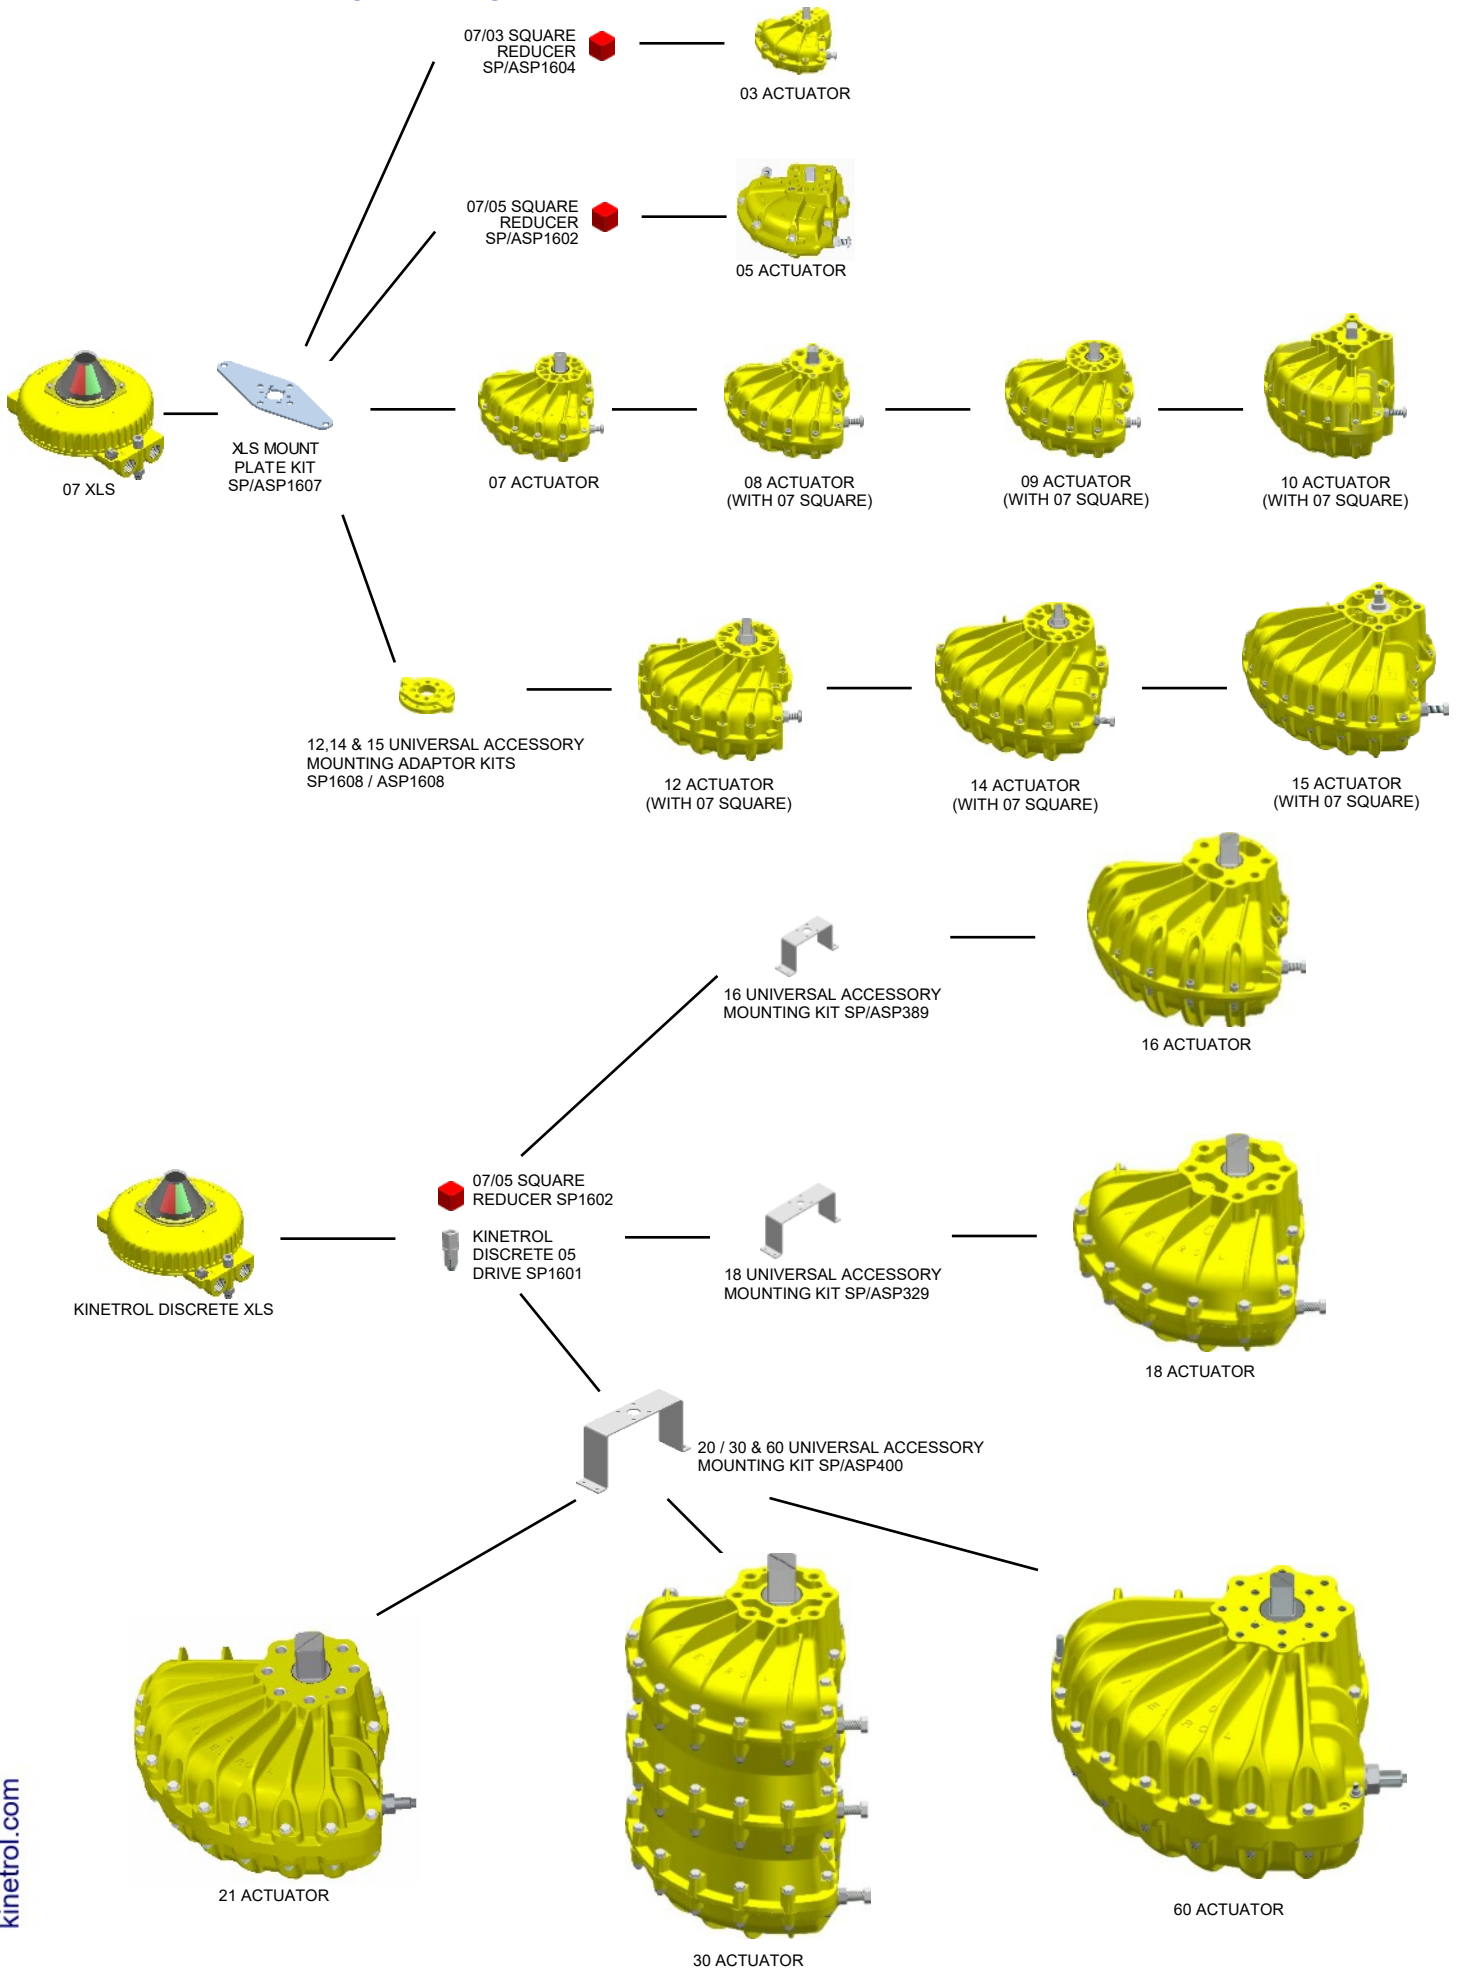 07/03 SQUARE
REDUCER
SP/ASP1604
03 ACTUATOR
07/05 SQUARE
REDUCER
SP/ASP1602
05 ACTUATOR
07 XLS
XLS MOUNT
PLATE KIT
SP/ASP1607
07 ACTUATOR
08 ACTUATOR
(WITH 07 SQUARE)
09 ACTUATOR
(WITH 07 SQUARE)
10 ACTUATOR
(WITH 07 SQUARE)
12,14 & 15 UNIVERSAL ACCESSORY
MOUNTING ADAPTOR KITS
SP1608 / ASP1608
12 ACTUATOR
(WITH 07 SQUARE)
14 ACTUATOR
(WITH 07 SQUARE)
15 ACTUATOR
(WITH 07 SQUARE)
16 UNIVERSAL ACCESSORY
MOUNTING KIT SP/ASP389
16 ACTUATOR
07/05 SQUARE
REDUCER SP1602
KINETROL
DISCRETE 05
DRIVE SP1601
KINETROL DISCRETE XLS
18 UNIVERSAL ACCESSORY
MOUNTING KIT SP/ASP329
18 ACTUATOR
20 / 30 & 60 UNIVERSAL ACCESSORY
MOUNTING KIT SP/ASP400
21 ACTUATOR
30 ACTUATOR
60 ACTUATOR
kinetrol.com